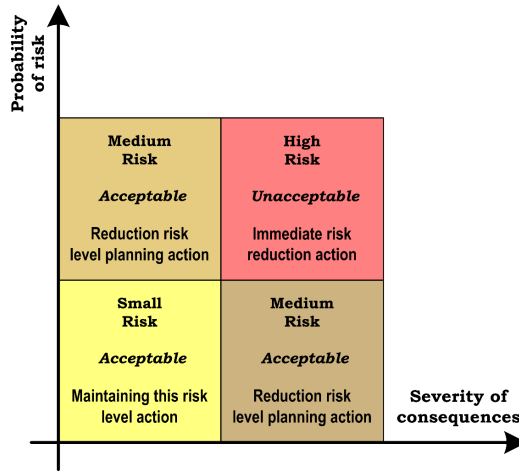 Probability
of risk
Medium
Risk
Acceptable
Reduction risk
level planning action
High
Risk
Unacceptable
Immediate risk
reduction action
Small
Risk
Acceptable
Maintaining this risk
level action
Medium
Risk
Acceptable
Reduction risk
level planning action
Severity of
consequences